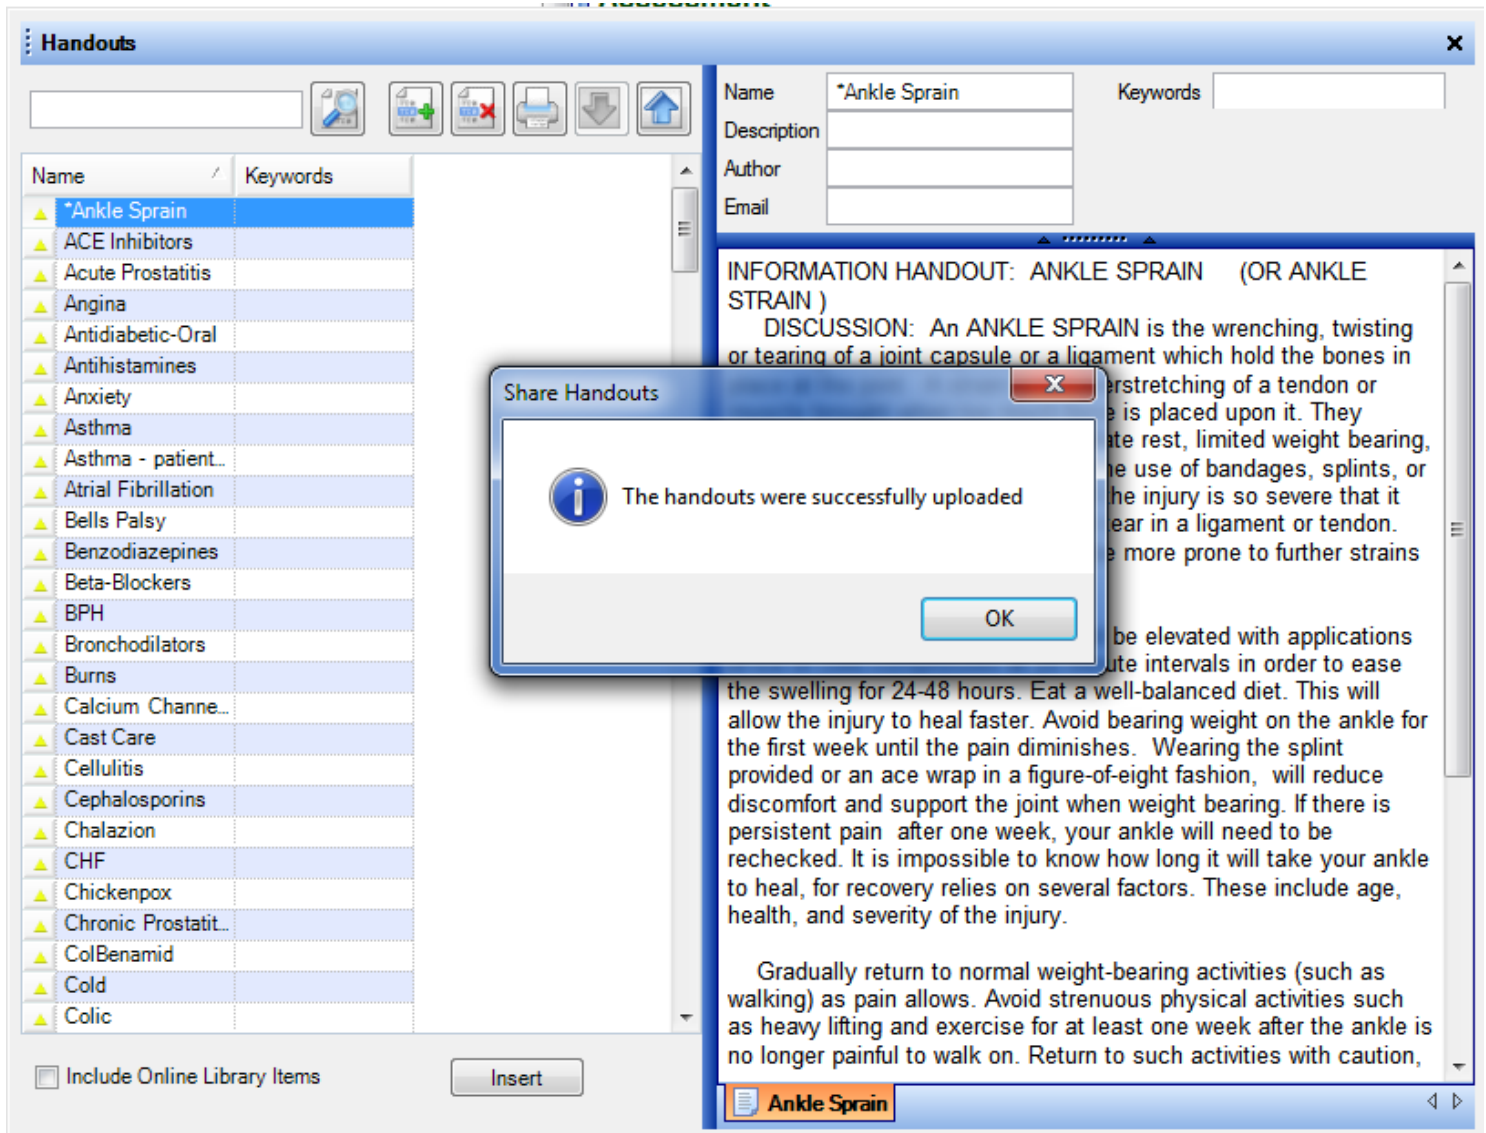 Handouts
Name
Keywords
*Ankle Sprain
ACE Inhibitors
Acute Prostatitis
Angina
Antidiabetic-Oral
Antihistamines
Anxiety
Asthma
Asthma - patient...
Atrial Fibrillation
Bells Palsy
Benzodiazepines
Beta-Blockers
BPH
Bronchodilators
Burns
Calcium Channe...
Cast Care
Cellulitis
Cephalosporins
Chalazion
CHF
Chickenpox
Chronic Prostatit...
ColBenamid
Cold
Colic
Include Online Library Items
Insert
Name *Ankle Sprain Keywords
Description
Author
Email
INFORMATION HANDOUT: ANKLE SPRAIN (OR ANKLE
STRAIN )
DISCUSSION: An ANKLE SPRAIN is the wrenching, twisting
or tearing of a joint capsule or a ligament which hold the bones in
erstretching of a tendon or
e is placed upon it. They
ate rest, limited weight bearing,
he use of bandages, splints, or
the injury is so severe that it
tear in a ligament or tendon.
e more prone to further strains
be elevated with applications
ute intervals in order to ease
the swelling for 24-48 hours. Eat a well-balanced diet. This will
allow the injury to heal faster. Avoid bearing weight on the ankle for
the first week until the pain diminishes. Wearing the splint
provided or an ace wrap in a figure-of-eight fashion, will reduce
discomfort and support the joint when weight bearing. If there is
persistent pain after one week, your ankle will need to be
rechecked. It is impossible to know how long it will take your ankle
to heal, for recovery relies on several factors. These include age,
health, and severity of the injury.
Gradually return to normal weight-bearing activities (such as
walking) as pain allows. Avoid strenuous physical activities such
as heavy lifting and exercise for at least one week after the ankle is
no longer painful to walk on. Return to such activities with caution,
Ankle Sprain
Share Handouts
The handouts were successfully uploaded
OK